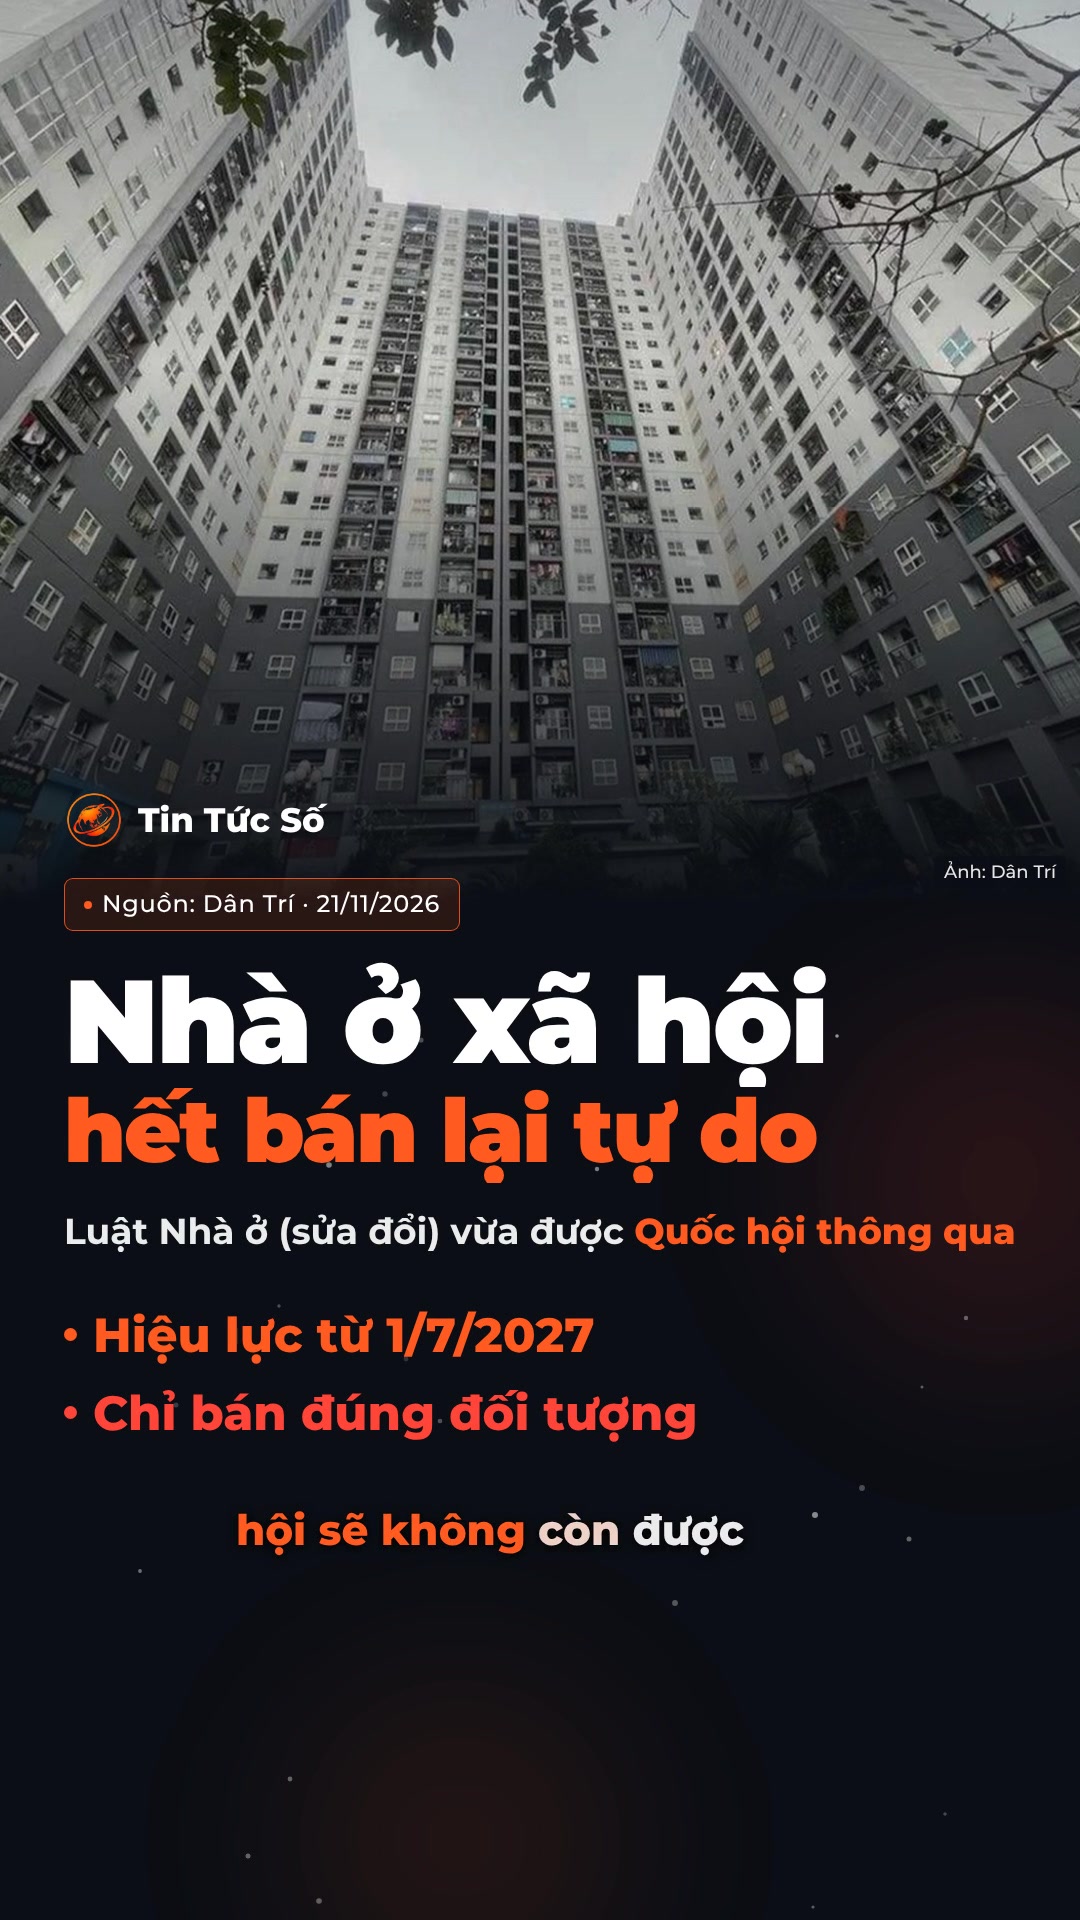 Tin Tức Số
Ảnh: Dân Trí
• Nguồn: Dân Trí · 21/11/2026
Nhà ở xã hội
hết bán lại tự do
Luật Nhà ở (sửa đổi) vừa được Quốc hội thông qua
• Hiệu lực từ 1/7/2027
• Chỉ bán đúng đối tượng
hội sẽ không còn được